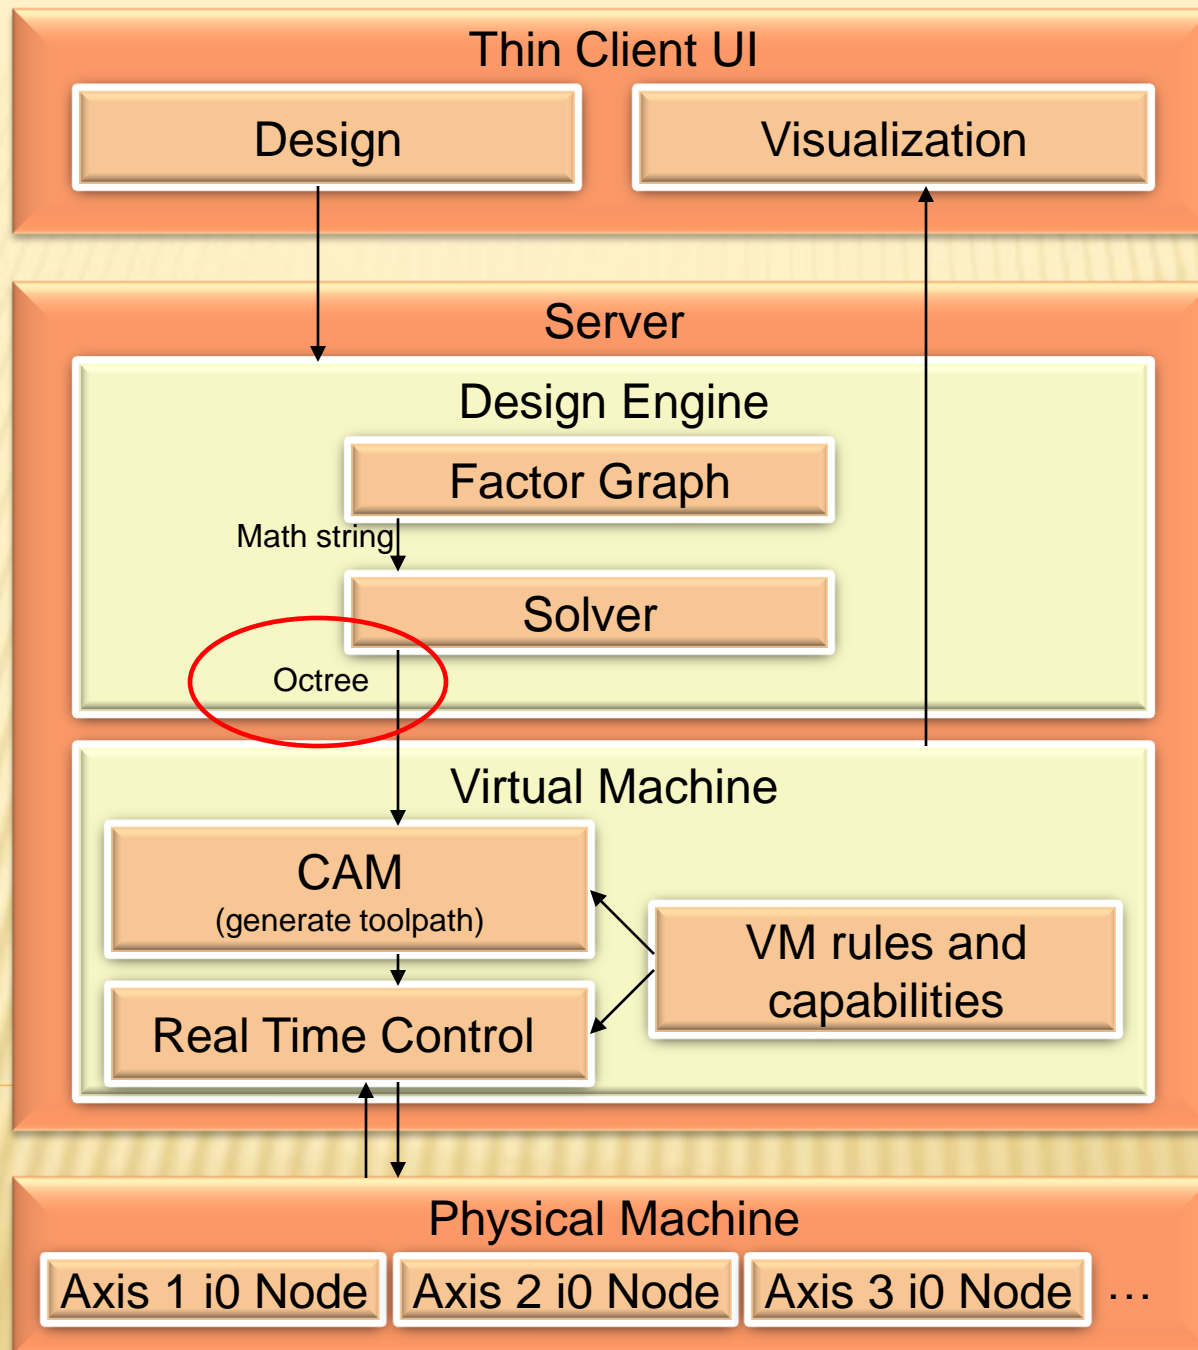 Thin Client UI
Design
Visualization
Server
Design Engine
Factor Graph
Math string
Solver
Octree
Virtual Machine
CAM
(generate toolpath)
VM rules and
capabilities
Real Time Control
Physical Machine
Axis 1 i0 Node
Axis 2 i0 Node
Axis 3 i0 Node
...